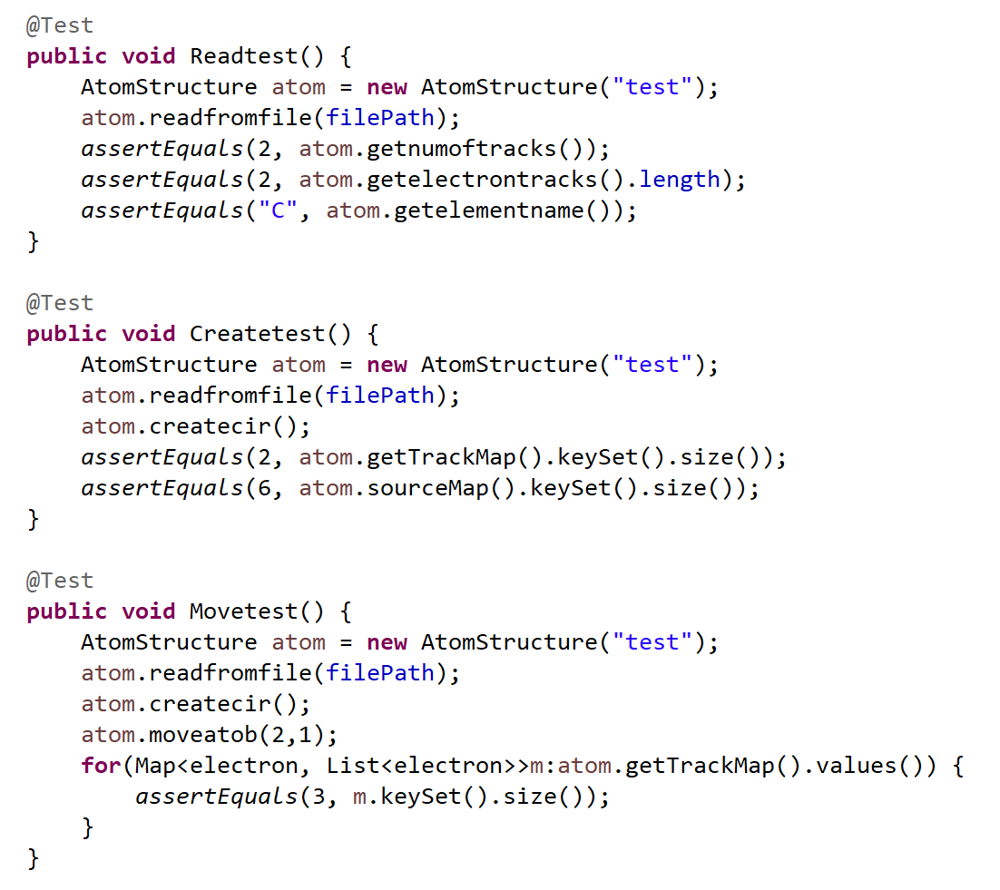 @Test
public void Readtest() {
    AtomStructure atom = new AtomStructure("test");
    atom.readfromfile(filePath);
    assertEquals(2, atom.getnumoftracks());
    assertEquals(2, atom.getelectrontracks().length);
    assertEquals("C", atom.getelementname());
}

@Test
public void Createtest() {
    AtomStructure atom = new AtomStructure("test");
    atom.readfromfile(filePath);
    atom.createcir();
    assertEquals(2, atom.getTrackMap().keySet().size());
    assertEquals(6, atom.sourceMap().keySet().size());
}

@Test
public void Movetest() {
    AtomStructure atom = new AtomStructure("test");
    atom.readfromfile(filePath);
    atom.createcir();
    atom.moveatob(2,1);
    for(Map<electron, List<electron>>m:atom.getTrackMap().values()) {
        assertEquals(3, m.keySet().size());
    }
}